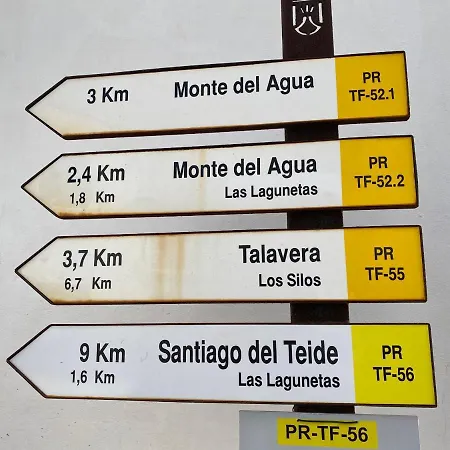 3 Km Monte del Agua PR
TF-52.1
2,4 Km Monte del Agua PR
1,8 Km Las Lagunetas TF-52.2
3,7 Km Talavera PR
6,7 Km Los Silos TF-55
9 Km Santiago del Teide PR
1,6 Km Las Lagunetas TF-56
PR-TF-56